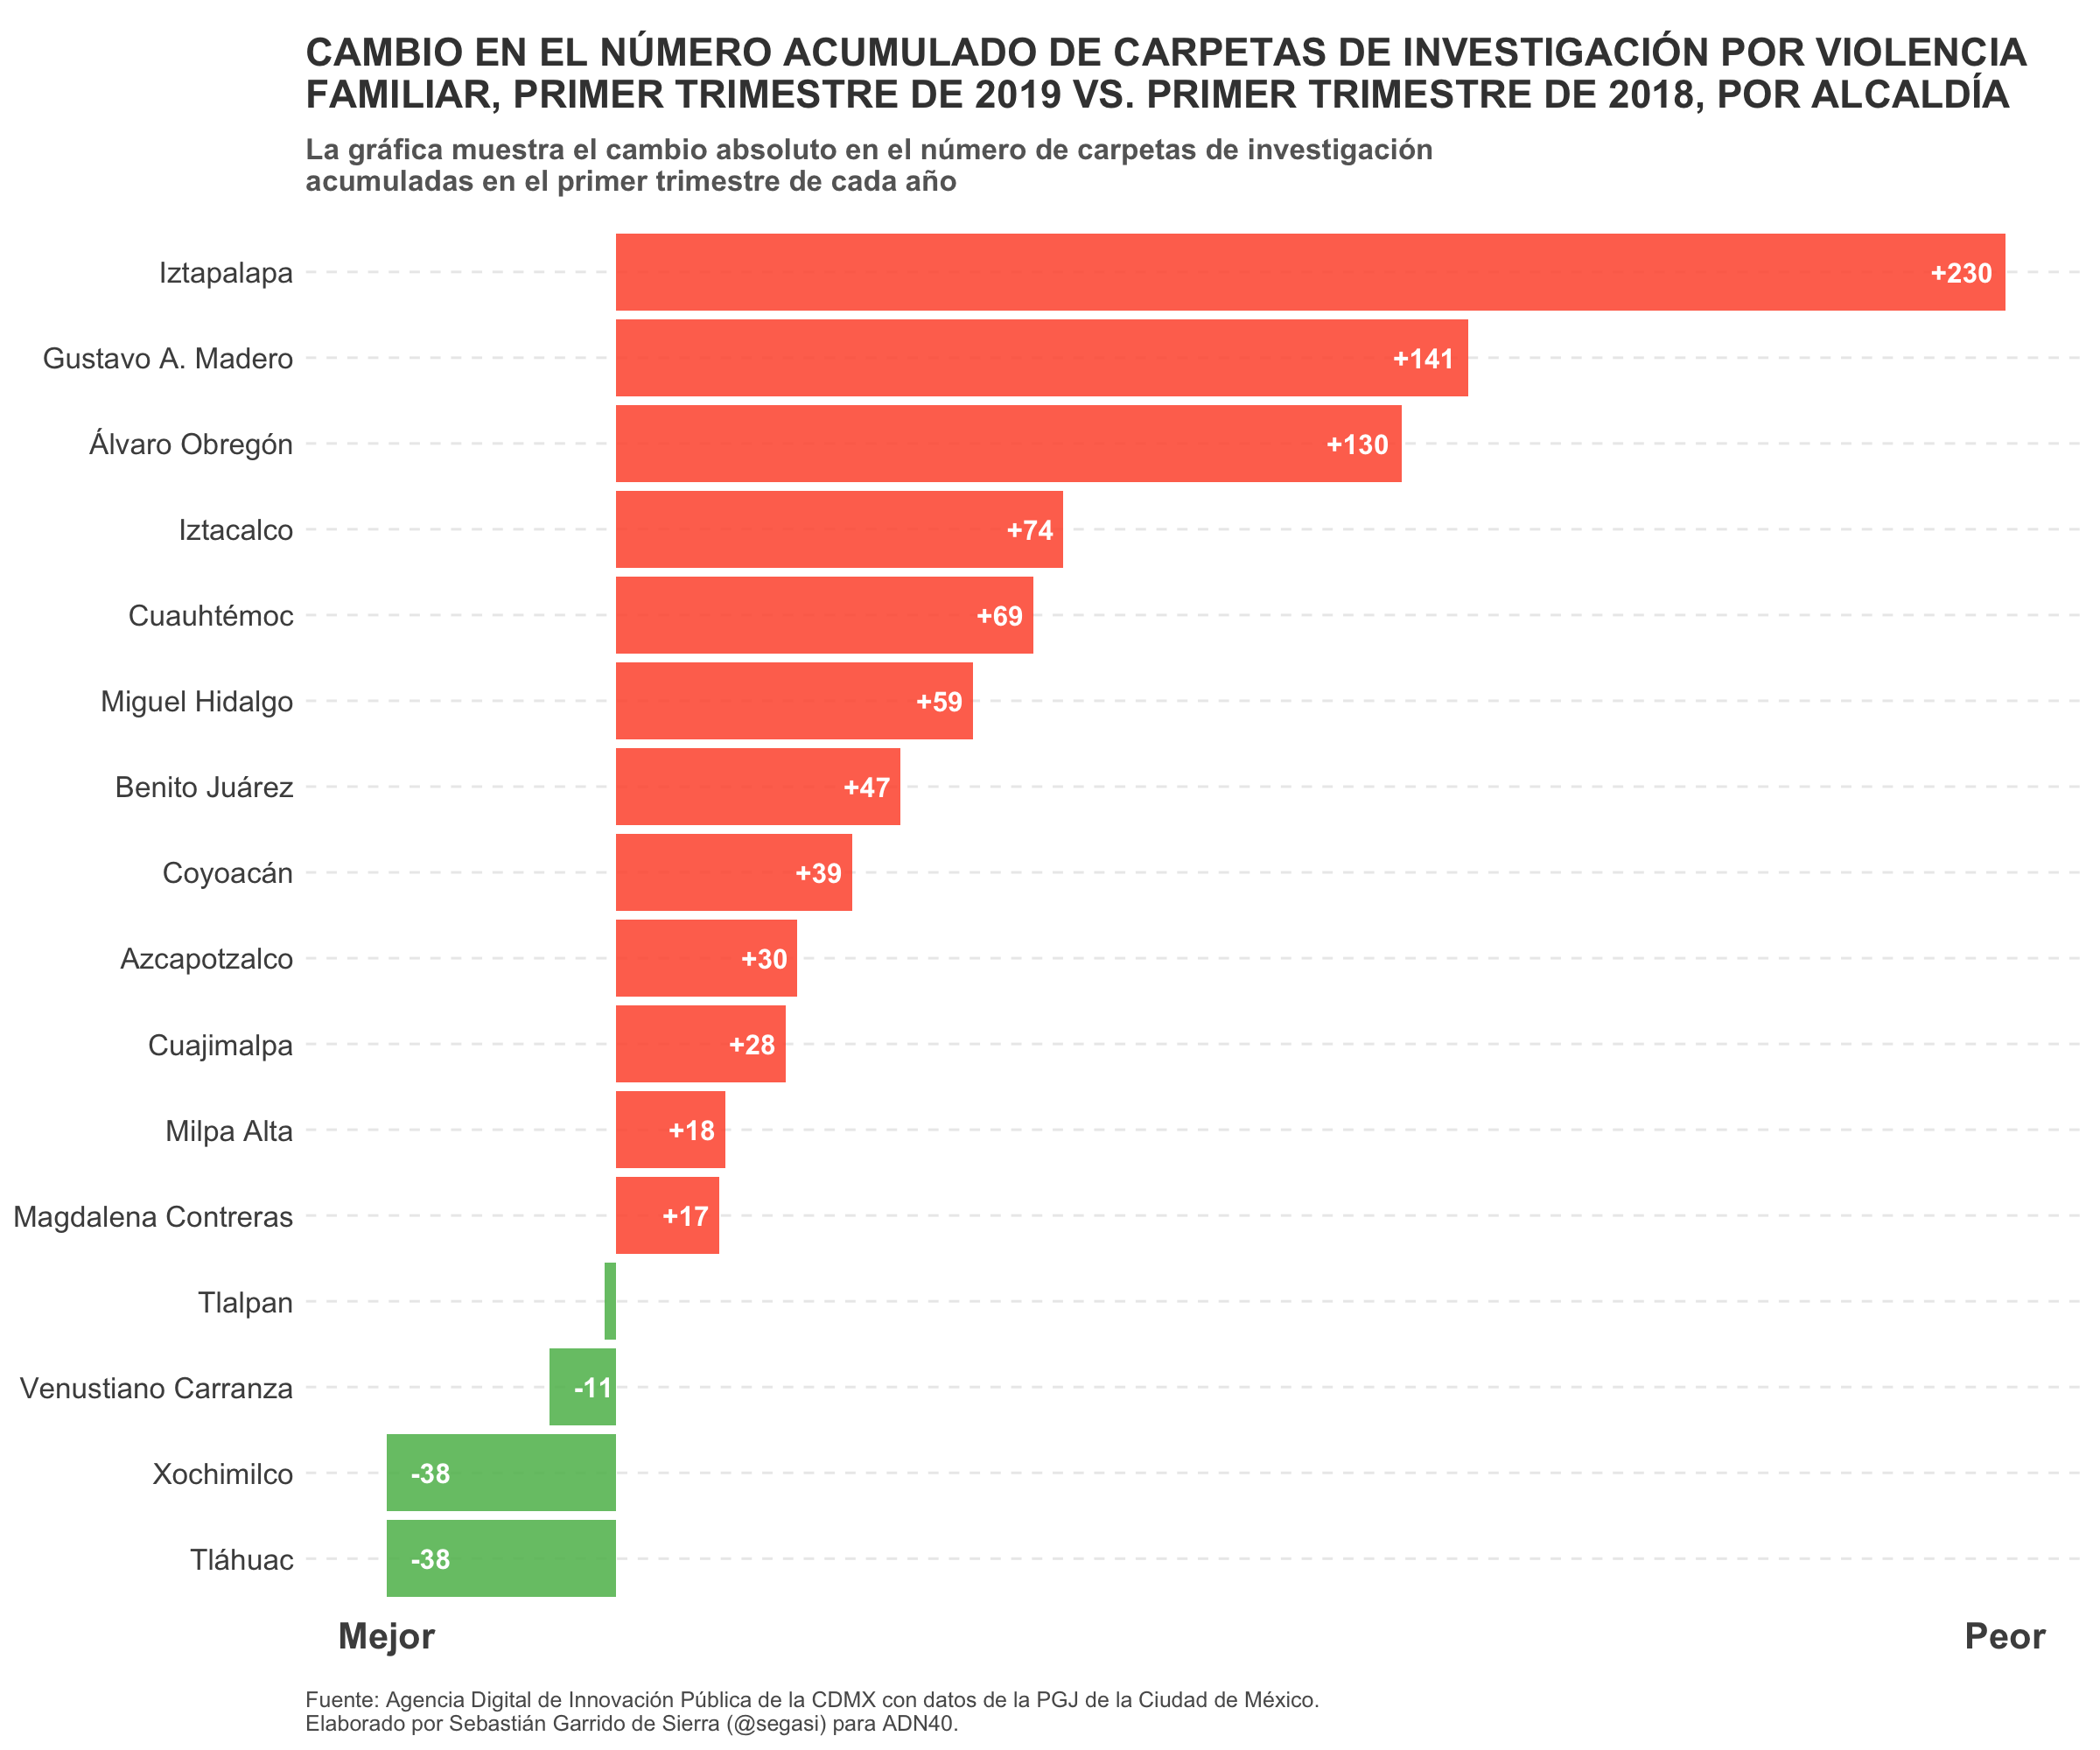 CAMBIO EN EL NÚMERO ACUMULADO DE CARPETAS DE INVESTIGACIÓN POR VIOLENCIA
FAMILIAR, PRIMER TRIMESTRE DE 2019 VS. PRIMER TRIMESTRE DE 2018, POR ALCALDÍA
La gráfica muestra el cambio absoluto en el número de carpetas de investigación
acumuladas en el primer trimestre de cada año
Iztapalapa +230
Gustavo A. Madero +141
Álvaro Obregón +130
Iztacalco +74
Cuauhtémoc +69
Miguel Hidalgo +59
Benito Juárez +47
Coyoacán +39
Azcapotzalco +30
Cuajimalpa +28
Milpa Alta +18
Magdalena Contreras +17
Tlalpan
Venustiano Carranza -11
Xochimilco -38
Tláhuac -38
Mejor Peor
Fuente: Agencia Digital de Innovación Pública de la CDMX con datos de la PGJ de la Ciudad de México.
Elaborado por Sebastián Garrido de Sierra (@segasi) para ADN40.